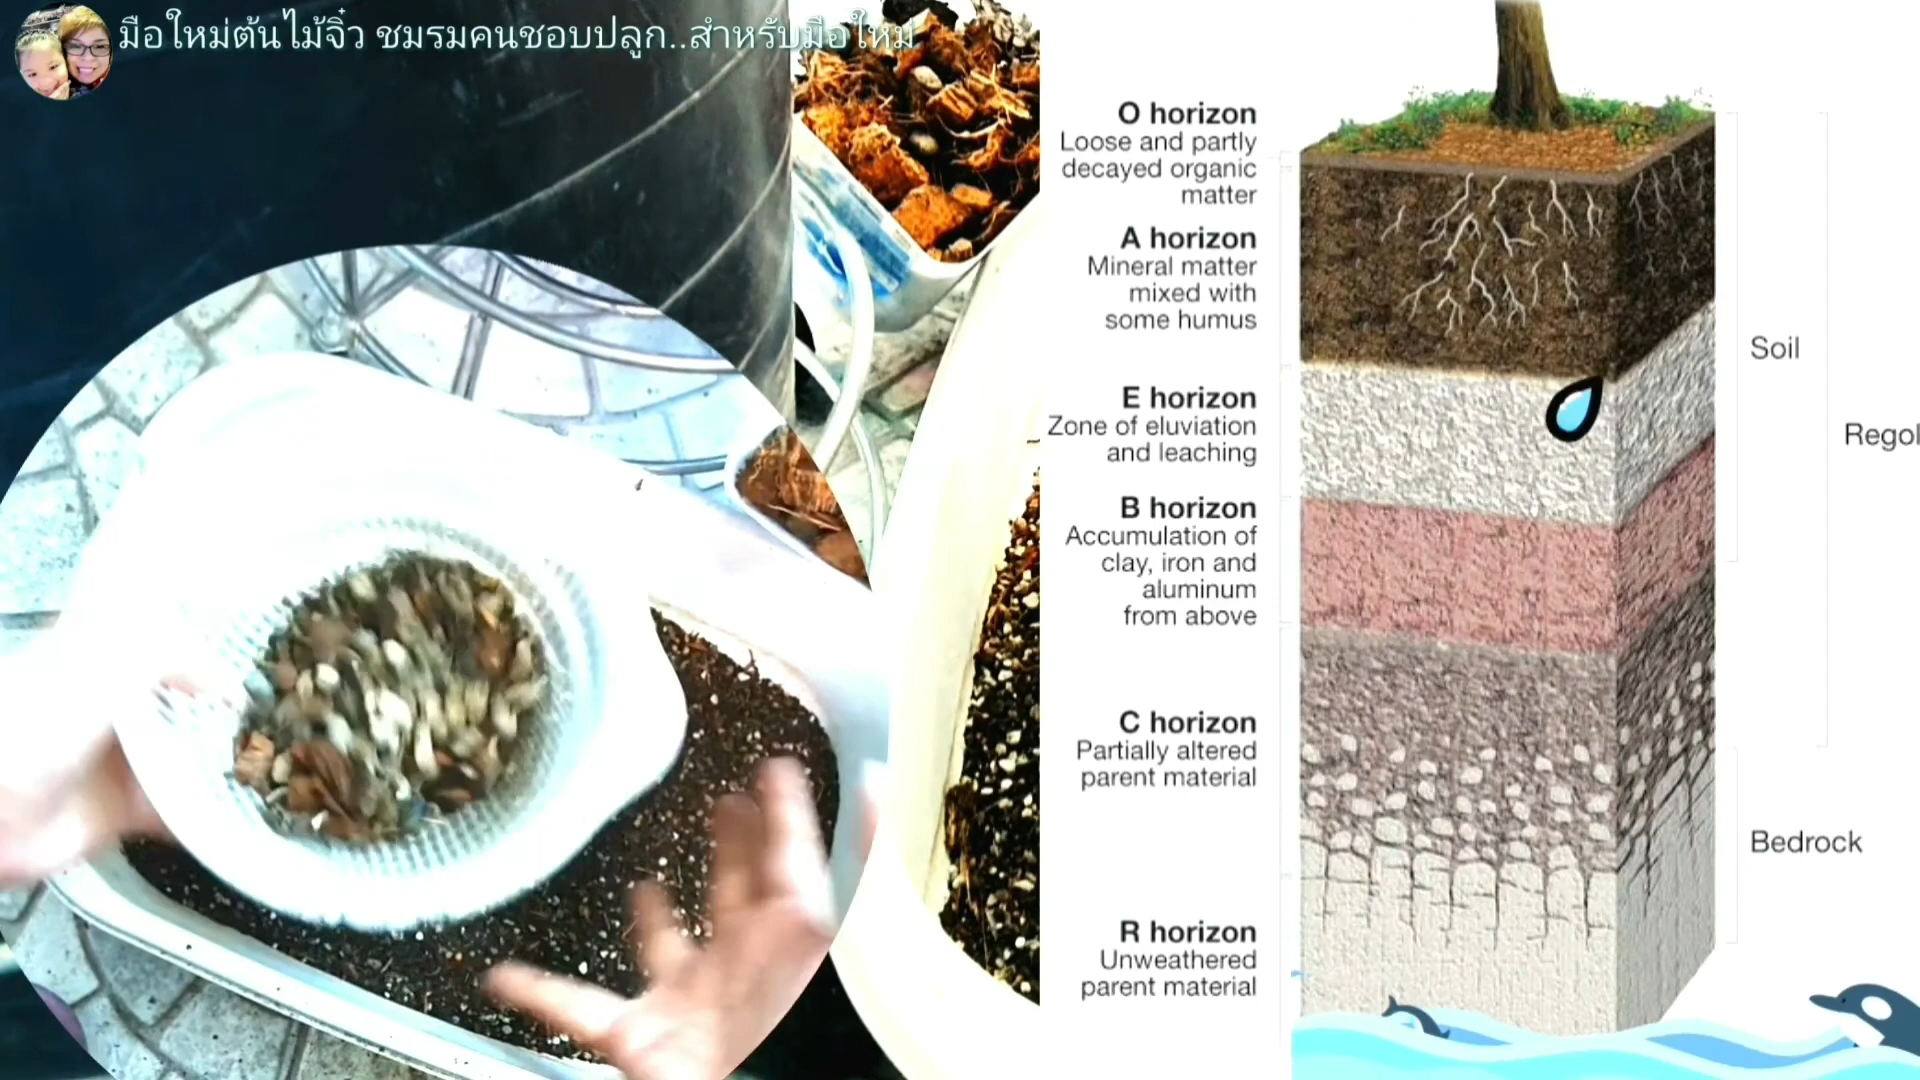 มือใหม่ต้นไม้จิ๋ว ชมรมคนชอบปลูก..สำหรับมือใหม่
O horizon
Loose and partly
decayed organic
matter
A horizon
Mineral matter
mixed with
some humus
E horizon
Zone of eluviation
and leaching
B horizon
Accumulation of
clay, iron and
aluminum
from above
C horizon
Partially altered
parent material
R horizon
Unweathered
parent material
Soil
Regol
Bedrock